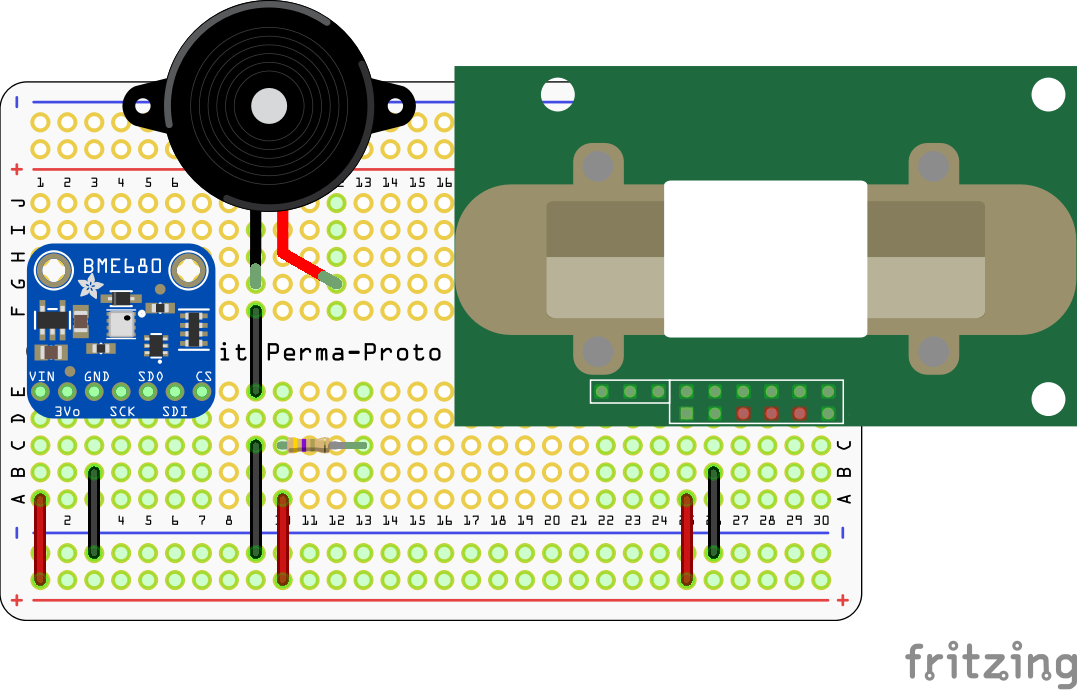 -
+
1 2 3 4 5 6 13 14 15 16
J
I
H
G
F
BME680
it Perma-Proto
VIN GND SDO CS
3Vo SCK SDI
E
D
C C
B B
A A
2 4 5 6 7 8 10 11 12 13 14 15 16 17 18 19 20 21 22 23 24 25 26 27 28 29 30
- -
+ +
fritzing